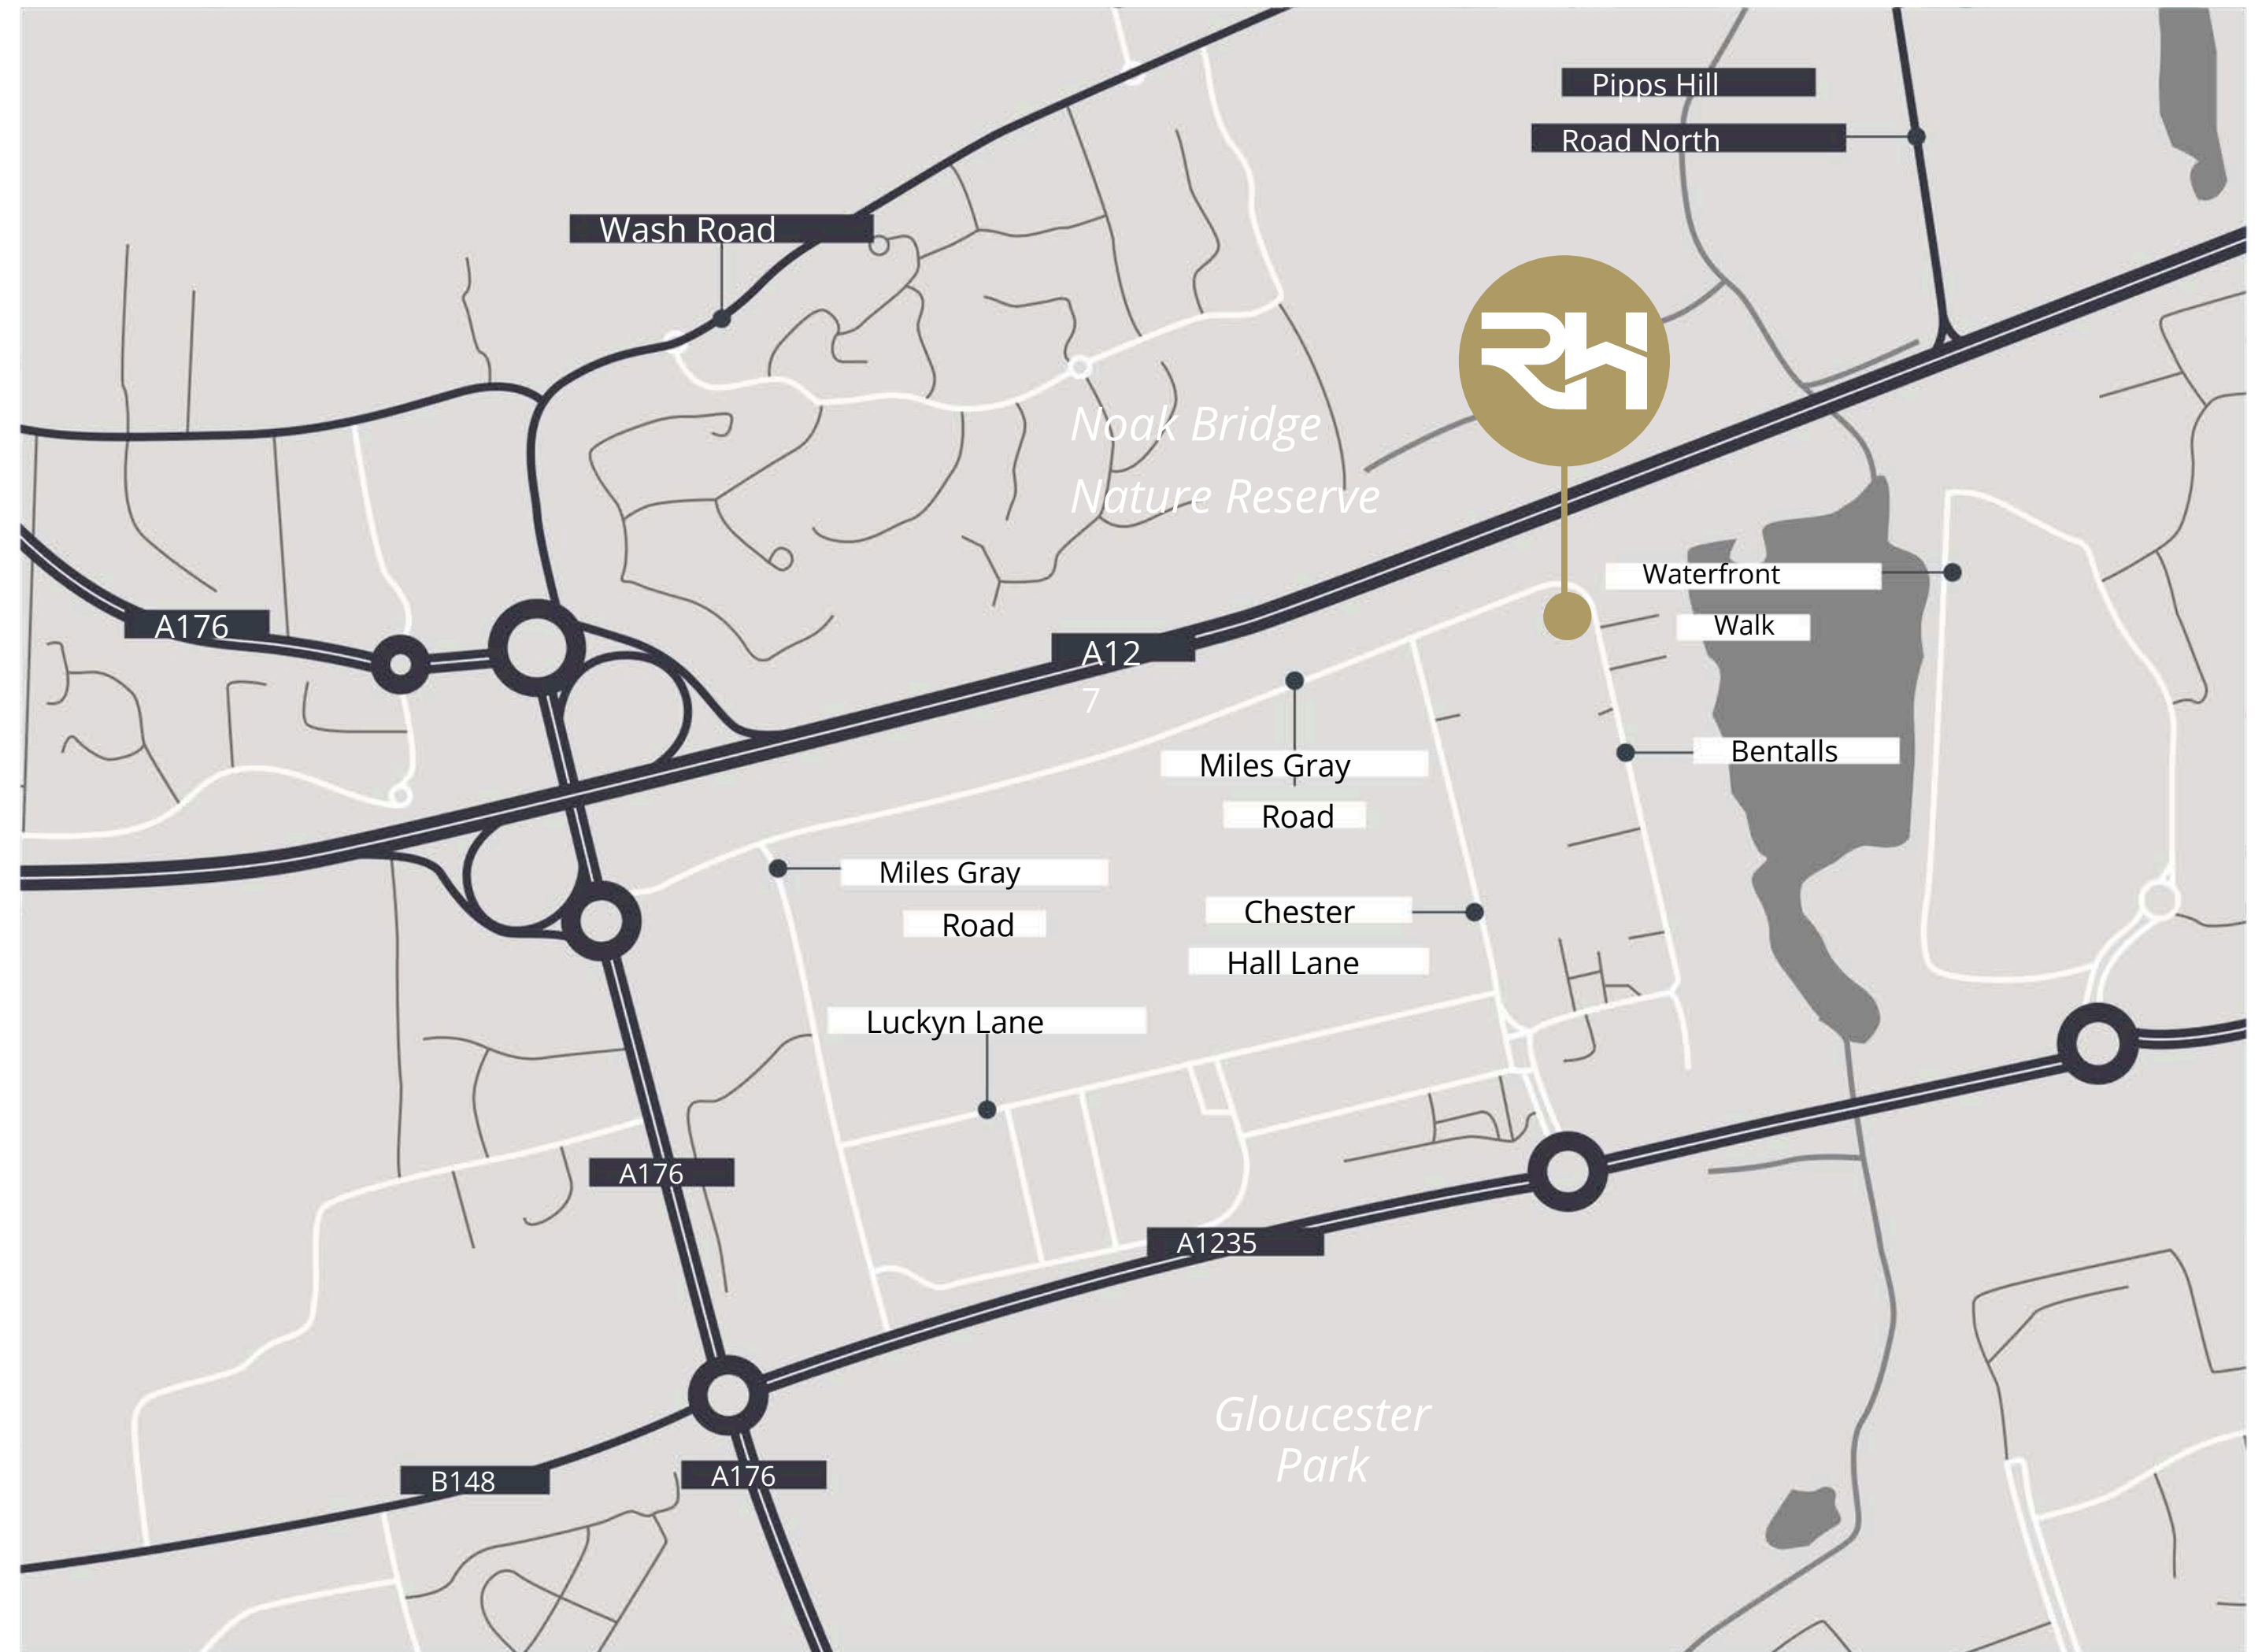 Pipps Hill
Road North
Wash Road
RH
Noak Bridge
Nature Reserve
Waterfront
Walk
A176
A12
7
Miles Gray
Road
Bentalls
Miles Gray
Road
Chester
Hall Lane
Luckyn Lane
A176
A1235
Gloucester
Park
B148
A176